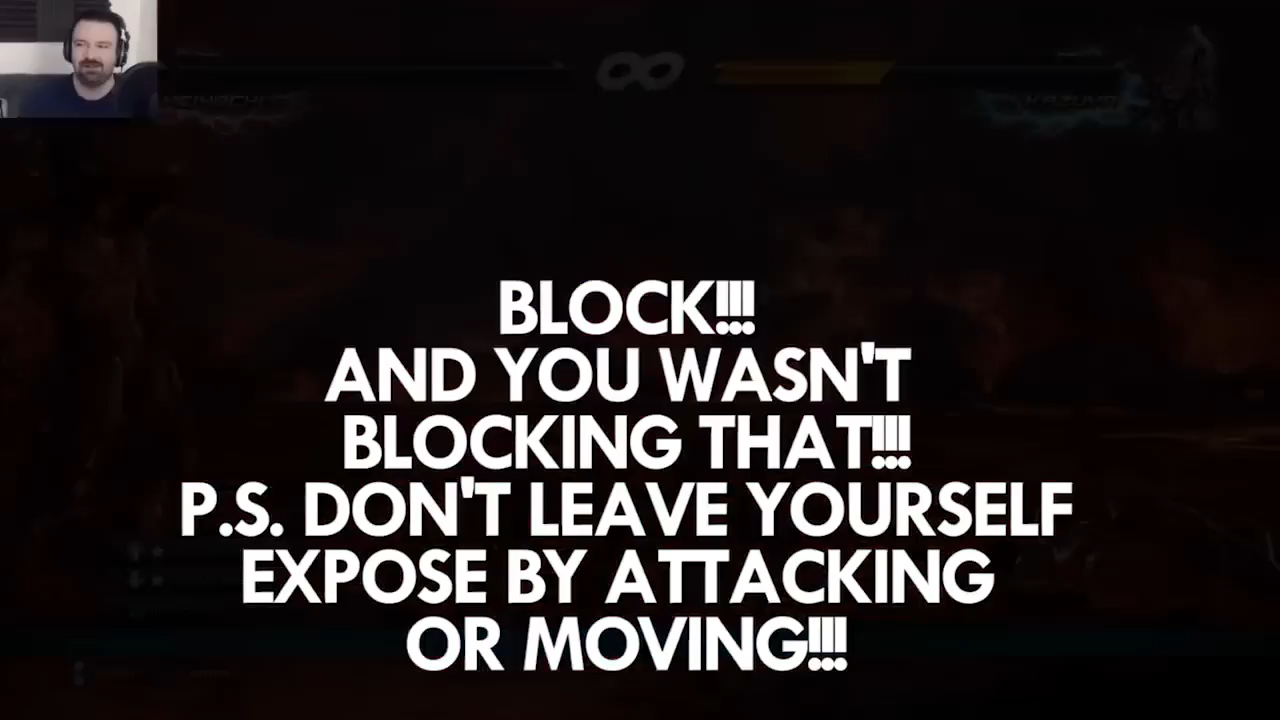 BLOCK!!!
AND YOU WASN'T
BLOCKING THAT!!!
P.S. DON'T LEAVE YOURSELF
EXPOSE BY ATTACKING
OR MOVING!!!